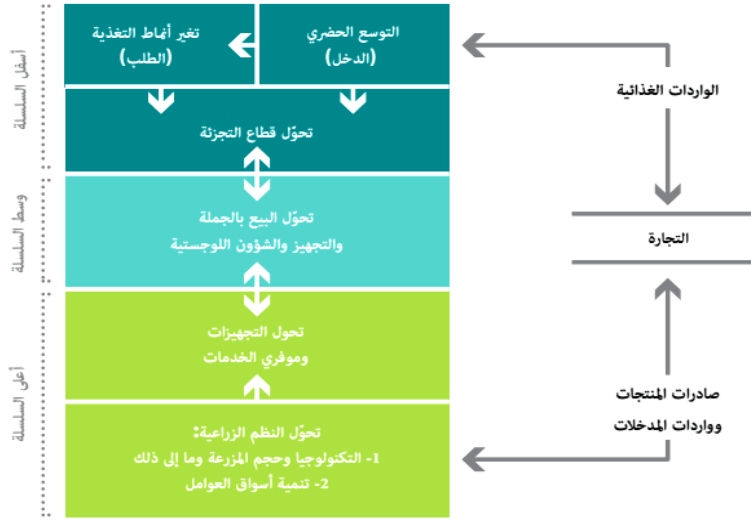 التوسع الحضري
(الدخل)
تغير أنماط التغذية
(الطلب)
تحوّل قطاع التجزئة
أسفل السلسلة
تحوّل البيع بالجملة
والتجهيز والشؤون اللوجستية
وسط السلسلة
تحول التجهيزات
وموفري الخدمات
تحوّل النظم الزراعية:
1- التكنولوجيا وحجم المزرعة وما إلى ذلك
2- تنمية أسواق العوامل
أعلى السلسلة
الواردات الغذائية
التجارة
صادرات المنتجات
وواردات المدخلات